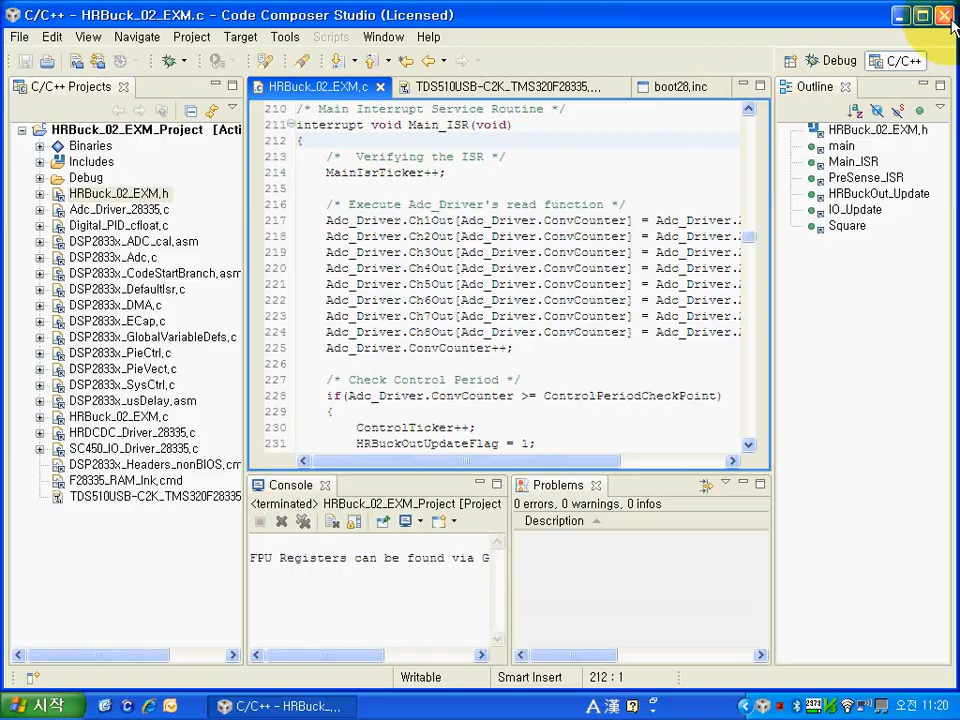 C/C++ - HRBuck_02_EXM.c - Code Composer Studio (Licensed)
File Edit View Navigate Project Target Tools Scripts Window Help
Debug C/C++
C/C++ Projects
HRBuck_02_EXM_Project [Acti
Binaries
Includes
Debug
HRBuck_02_EXM.h
Adc_Driver_28335.c
Digital_PID_cfloat.c
DSP2833x_ADC_cal.asm
DSP2833x_Adc.c
DSP2833x_CodeStartBranch.asm
DSP2833x_DefaultIsr.c
DSP2833x_DMA.c
DSP2833x_ECap.c
DSP2833x_GlobalVariableDefs.c
DSP2833x_PieCtrl.c
DSP2833x_PieVect.c
DSP2833x_SysCtrl.c
DSP2833x_usDelay.asm
HRBuck_02_EXM.c
HRDCDC_Driver_28335.c
SC450_IO_Driver_28335.c
DSP2833x_Headers_nonBIOS.cm
F28335_RAM_lnk.cmd
TDS510USB-C2K_TMS320F28335
HRBuck_02_EXM.c TDS510USB-C2K_TMS320F28335.... boot28.inc
210 /* Main Interrupt Service Routine */
211 interrupt void Main_ISR(void)
212 {
213 /* Verifying the ISR */
214 MainIsrTicker++;
215
216 /* Execute Adc_Driver's read function */
217 Adc_Driver.Ch1Out[Adc_Driver.ConvCounter] = Adc_Driver.
218 Adc_Driver.Ch2Out[Adc_Driver.ConvCounter] = Adc_Driver.
219 Adc_Driver.Ch3Out[Adc_Driver.ConvCounter] = Adc_Driver.
220 Adc_Driver.Ch4Out[Adc_Driver.ConvCounter] = Adc_Driver.
221 Adc_Driver.Ch5Out[Adc_Driver.ConvCounter] = Adc_Driver.
222 Adc_Driver.Ch6Out[Adc_Driver.ConvCounter] = Adc_Driver.
223 Adc_Driver.Ch7Out[Adc_Driver.ConvCounter] = Adc_Driver.
224 Adc_Driver.Ch8Out[Adc_Driver.ConvCounter] = Adc_Driver.
225 Adc_Driver.ConvCounter++;
226
227 /* Check Control Period */
228 if(Adc_Driver.ConvCounter >= ControlPeriodCheckPoint)
229 {
230 ControlTicker++;
231 HRBuckOutUpdateFlag = 1;
Outline
HRBuck_02_EXM.h
main
Main_ISR
PreSense_ISR
HRBuckOut_Update
IO_Update
Square
Console
<terminated> HRBuck_02_EXM_Project [Project
FPU Registers can be found via G
Problems
0 errors, 0 warnings, 0 infos
Description
Writable Smart Insert 212 : 1
시작 C/C++ - HRBuck_... A 漢 오전 11:20